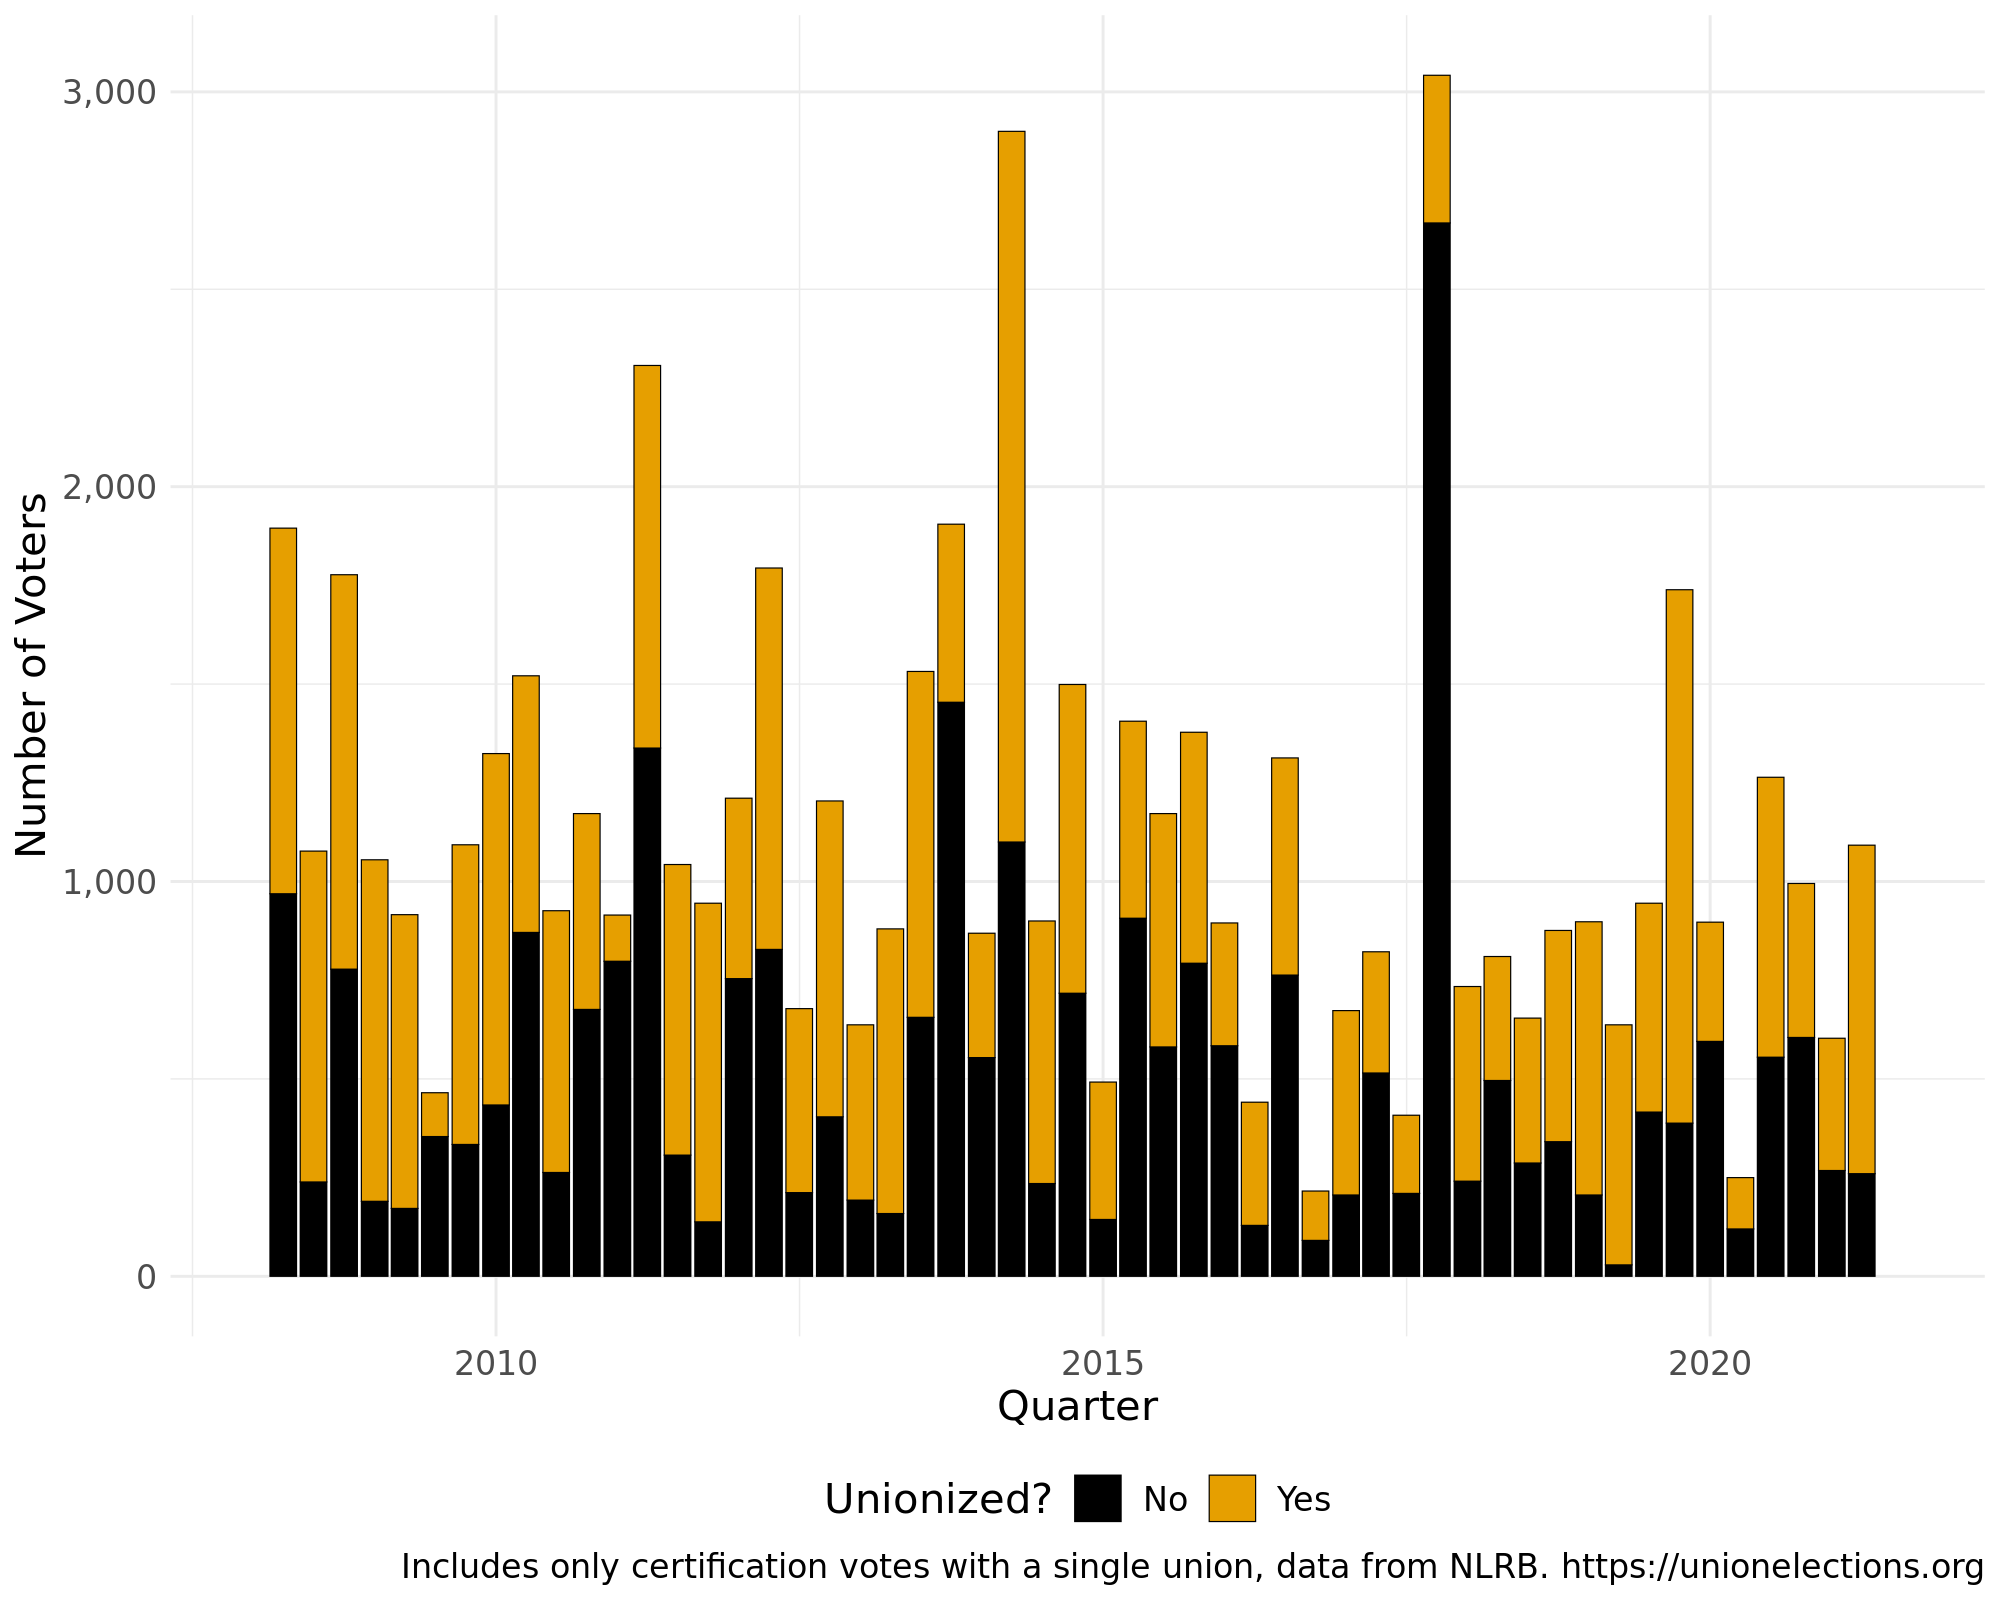 3,000
2,000
1,000
0
Number of Voters
2010
2015
2020
Quarter
Unionized?
No
Yes
Includes only certification votes with a single union, data from NLRB. https://unionelections.org